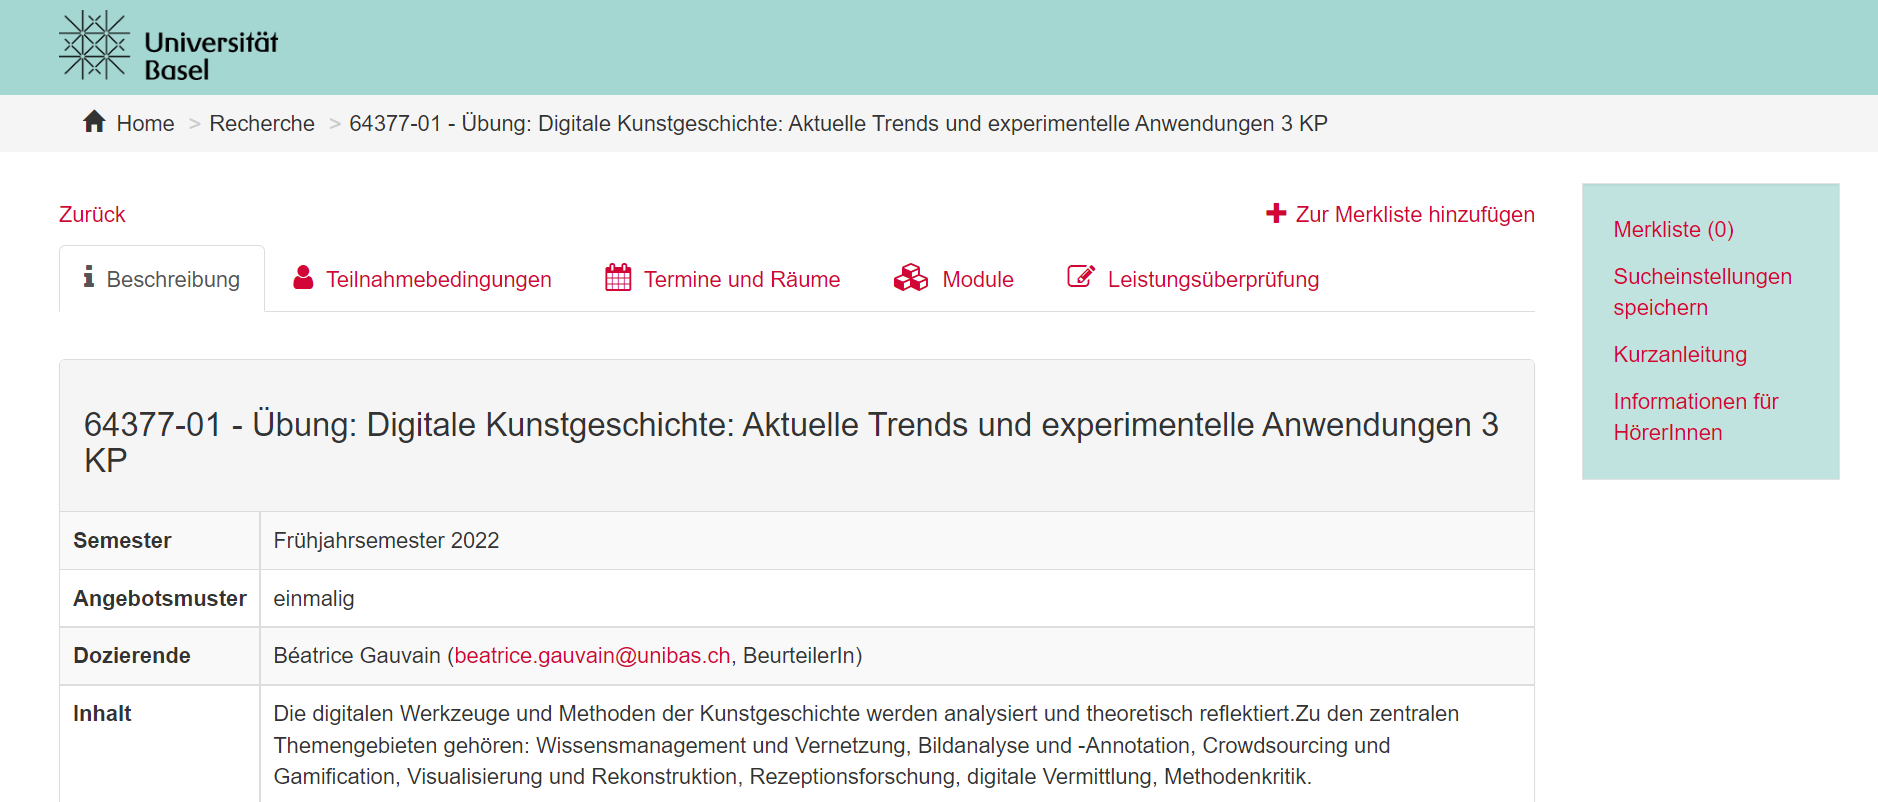 Universität
Basel
Home > Recherche > 64377-01 - Übung: Digitale Kunstgeschichte: Aktuelle Trends und experimentelle Anwendungen 3 KP
Zurück
Zur Merkliste hinzufügen
Beschreibung
Teilnahmebedingungen
Termine und Räume
Module
Leistungsüberprüfung
64377-01 - Übung: Digitale Kunstgeschichte: Aktuelle Trends und experimentelle Anwendungen 3
KP
Semester
Frühjahrsemester 2022
Angebotsmuster
einmalig
Dozierende
Béatrice Gauvain (beatrice.gauvain@unibas.ch, BeurteilerIn)
Inhalt
Die digitalen Werkzeuge und Methoden der Kunstgeschichte werden analysiert und theoretisch reflektiert.Zu den zentralen
Themengebieten gehören: Wissensmanagement und Vernetzung, Bildanalyse und -Annotation, Crowdsourcing und
Gamification, Visualisierung und Rekonstruktion, Rezeptionsforschung, digitale Vermittlung, Methodenkritik.
Merkliste (0)
Sucheinstellungen
speichern
Kurzanleitung
Informationen für
HörerInnen